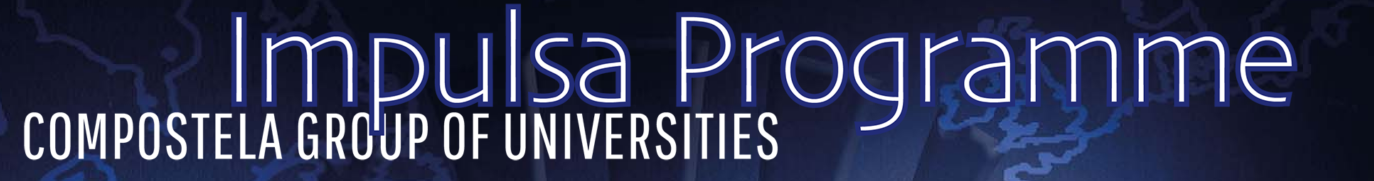 Impulsa Programme
COMPOSTELA GROUP OF UNIVERSITIES